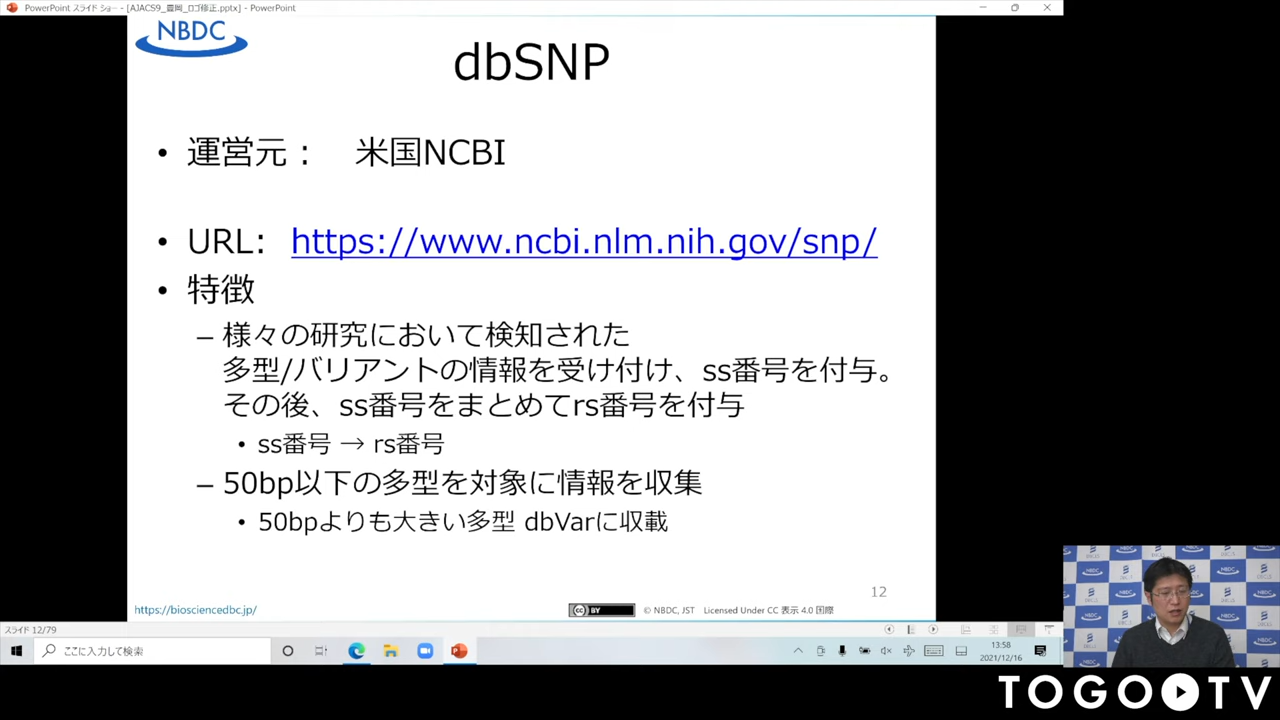 PowerPoint スライド ショー - [AJACS9_豊岡_ロゴ修正.pptx] - PowerPoint
NBDC
dbSNP
• 運営元： 米国NCBI
• URL: https://www.ncbi.nlm.nih.gov/snp/
• 特徴
– 様々の研究において検知された
多型/バリアントの情報を受け付け、ss番号を付与。
その後、ss番号をまとめてrs番号を付与
• ss番号 → rs番号
– 50bp以下の多型を対象に情報を収集
• 50bpよりも大きい多型 dbVarに収載
12
https://biosciencedbc.jp/
cc BY
© NBDC, JST Licensed Under CC 表示 4.0 国際
スライド 12/79
ここに入力して検索
13:58
2021/12/16
NBDC
TOGO TV